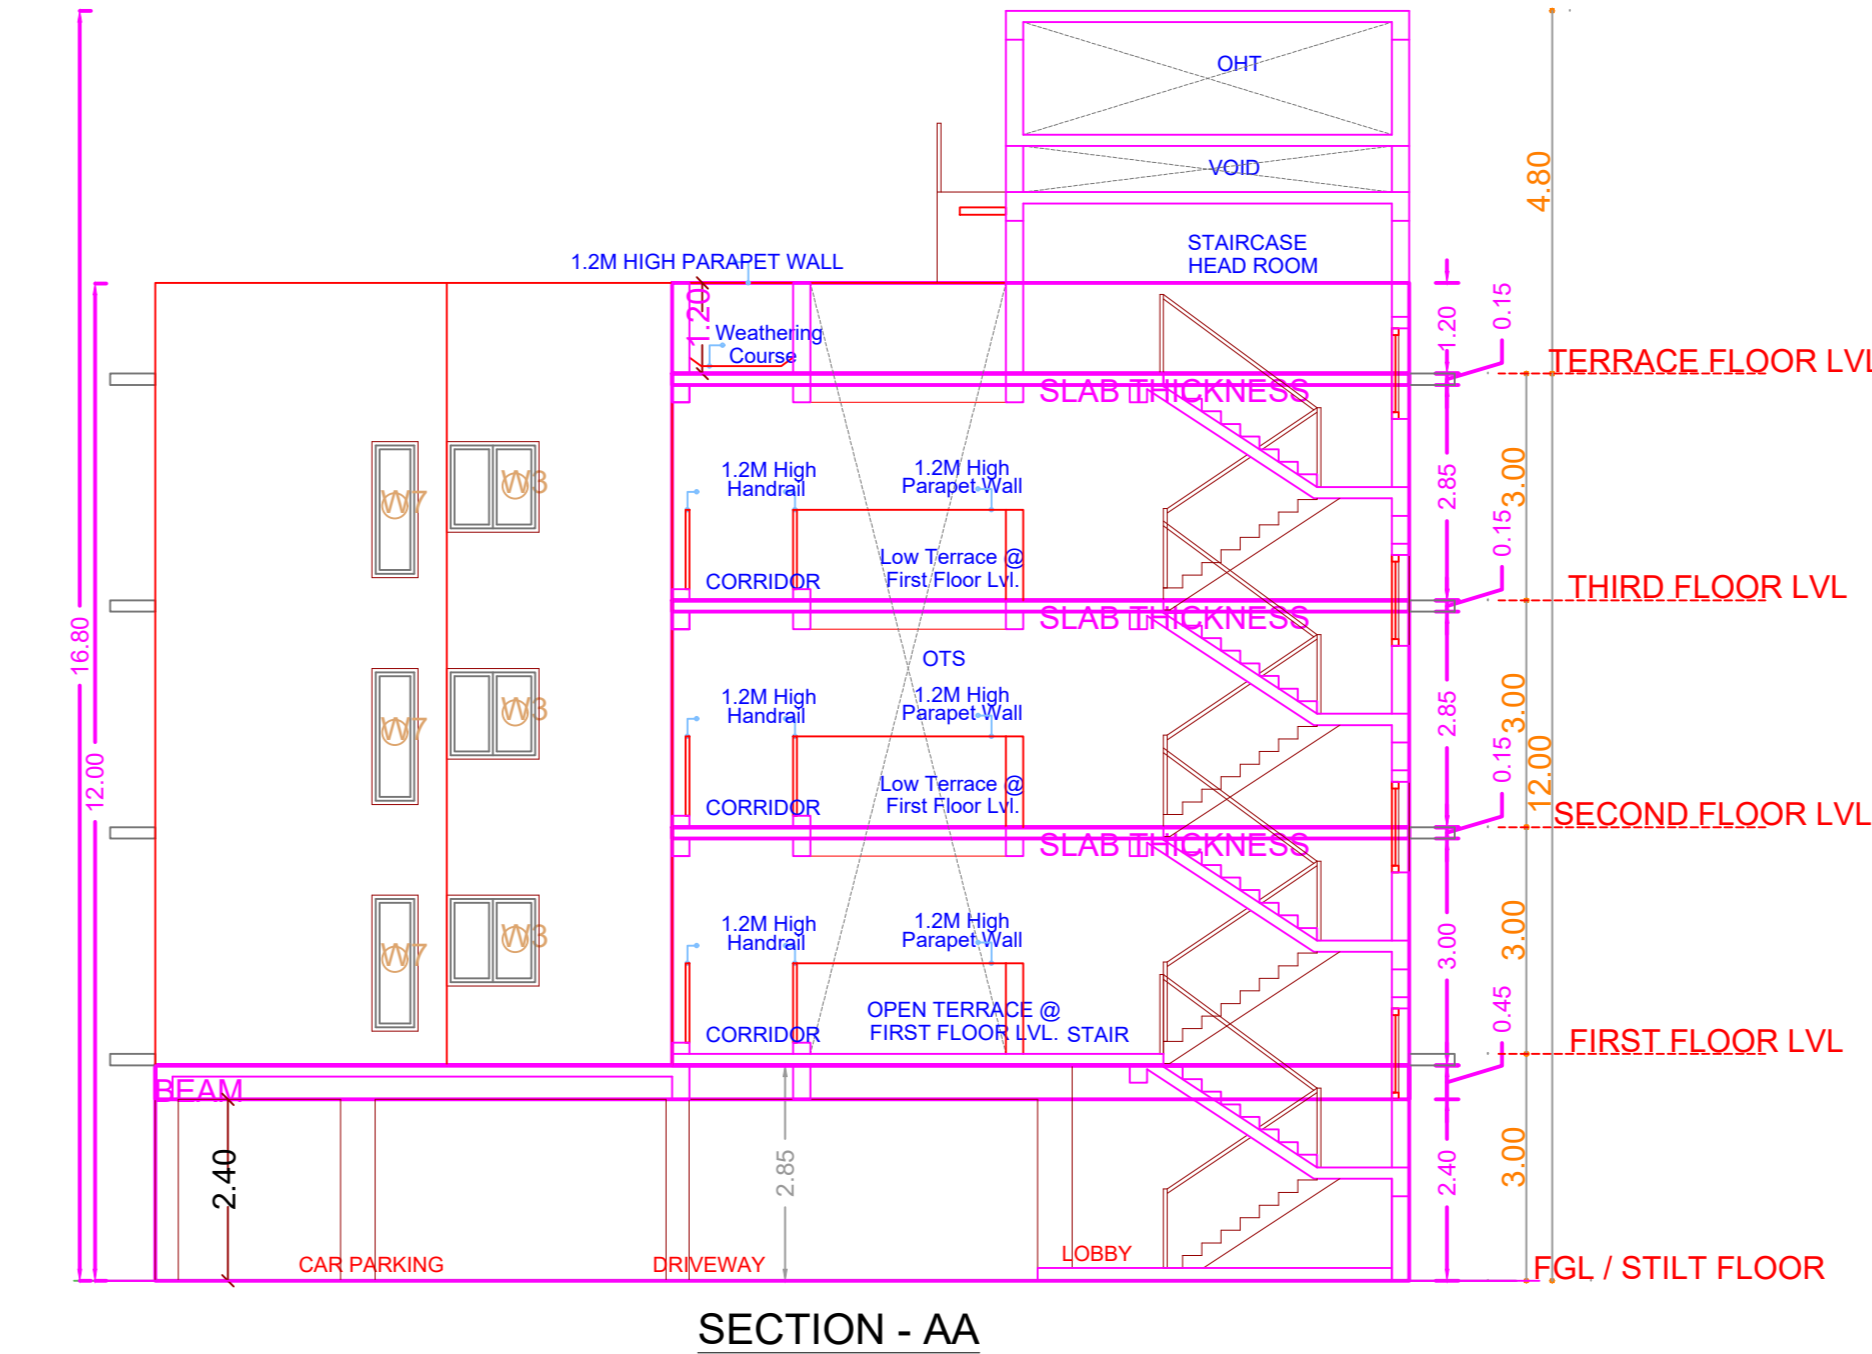 OHT
VOID
4.80
STAIRCASE
HEAD ROOM
1.2M HIGH PARAPET WALL
1.20
Weathering
Course
1.20
0.15
TERRACE FLOOR LVL
SLAB THICKNESS
W7
W3
1.2M High
Handrail
1.2M High
Parapet Wall
2.85
3.00
CORRIDOR
Low Terrace @
First Floor Lvl.
0.15
THIRD FLOOR LVL
SLAB THICKNESS
16.80
12.00
OTS
W7
W3
1.2M High
Handrail
1.2M High
Parapet Wall
2.85
3.00
12.00
CORRIDOR
Low Terrace @
First Floor Lvl.
0.15
SECOND FLOOR LVL
SLAB THICKNESS
W7
W3
1.2M High
Handrail
1.2M High
Parapet Wall
3.00
3.00
CORRIDOR
OPEN TERRACE @
FIRST FLOOR LVL.
STAIR
0.45
FIRST FLOOR LVL
BEAM
2.40
2.85
2.40
3.00
CAR PARKING
DRIVEWAY
LOBBY
FGL / STILT FLOOR
SECTION - AA